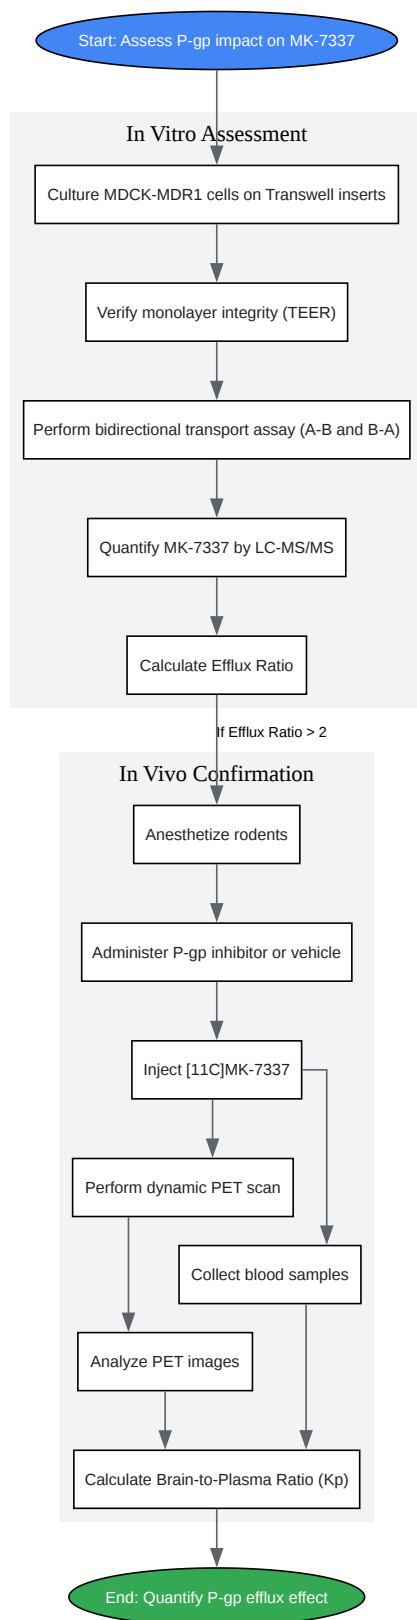 Start: Assess P-gp impact on MK-7337
In Vitro Assessment
Culture MDCK-MDR1 cells on Transwell inserts
Verify monolayer integrity (TEER)
Perform bidirectional transport assay (A-B and B-A)
Quantify MK-7337 by LC-MS/MS
Calculate Efflux Ratio
If Efflux Ratio > 2
In Vivo Confirmation
Anesthetize rodents
Administer P-gp inhibitor or vehicle
Inject [11C]MK-7337
Perform dynamic PET scan
Collect blood samples
Analyze PET images
Calculate Brain-to-Plasma Ratio (Kp)
End: Quantify P-gp efflux effect